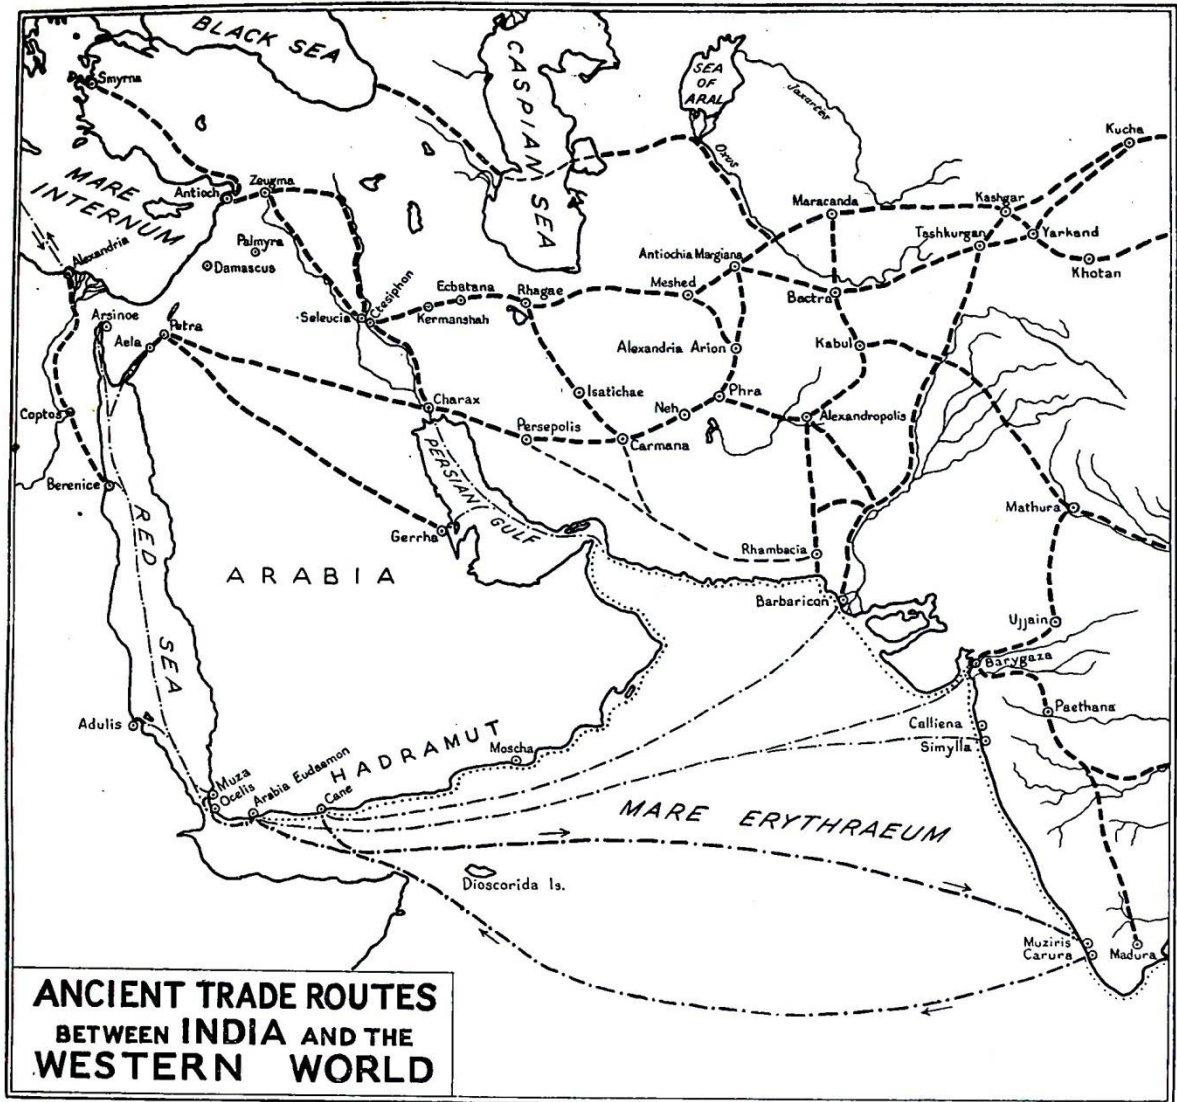 BLACK SEA
CASPIAN SEA
SEA
OF
ARAL
Jaxartes
Oxus
Smyrna
Kucha
MARE
INTERNUM
Antioch
Zeugma
Maracanda
Kashgar
Tashkurgan
Yarkand
Khotan
Palmyra
Damascus
Alexandria
Antiochia Margiana
Meshed
Bactra
Ecbatana
Rhagae
Kermanshah
Ctesiphon
Seleucia
Arsinoe
Petra
Aela
Alexandria Arion
Kabul
Isatichae
Phra
Neh
Coptos
Charax
Persepolis
Carmana
Alexandropolis
Berenice
PERSIAN GULF
Gerrha
Mathura
RED SEA
ARABIA
Rhambacia
Barbaricon
Ujjain
Barygaza
Paethana
Adulis
Calliena
Simylla
HADRAMUT
Moscha
Muza
Ocelis
Arabia Eudaemon
Cane
MARE ERYTHRAEUM
Dioscorida Is.
Muziris
Carura
Madura
ANCIENT TRADE ROUTES
BETWEEN INDIA AND THE
WESTERN WORLD